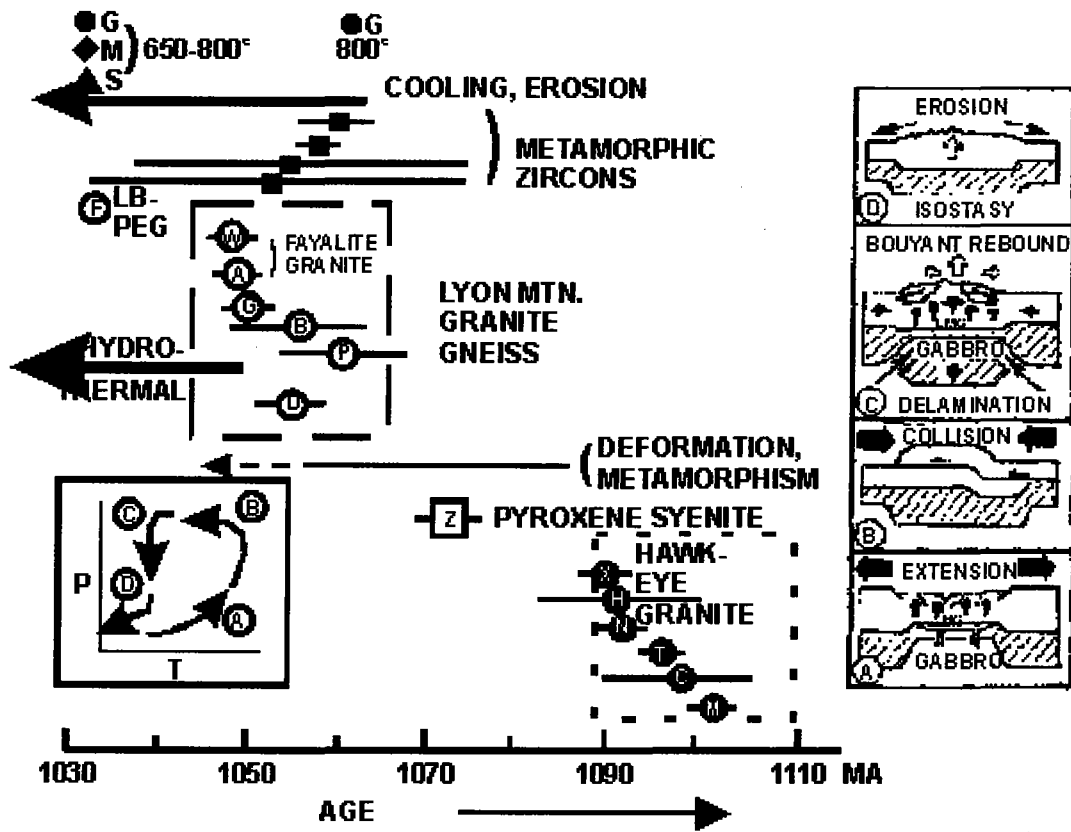 G
M
S
650-800°
G
800°
COOLING, EROSION
METAMORPHIC
ZIRCONS
F
LB-
PEG
W
FAYALITE
GRANITE
A
G
B
P
LYON MTN.
GRANITE
GNEISS
HYDRO-
THERMAL
D
DEFORMATION,
METAMORPHISM
Z
PYROXENE SYENITE
HAWK-
EYE
GRANITE
H
T
C
B
P
D
A
T
1030
1050
1070
1090
1110
MA
AGE
EROSION
D
ISOSTASY
BOUYANT REBOUND
GABBRO
C
DELAMINATION
COLLISION
B
EXTENSION
A
GABBRO